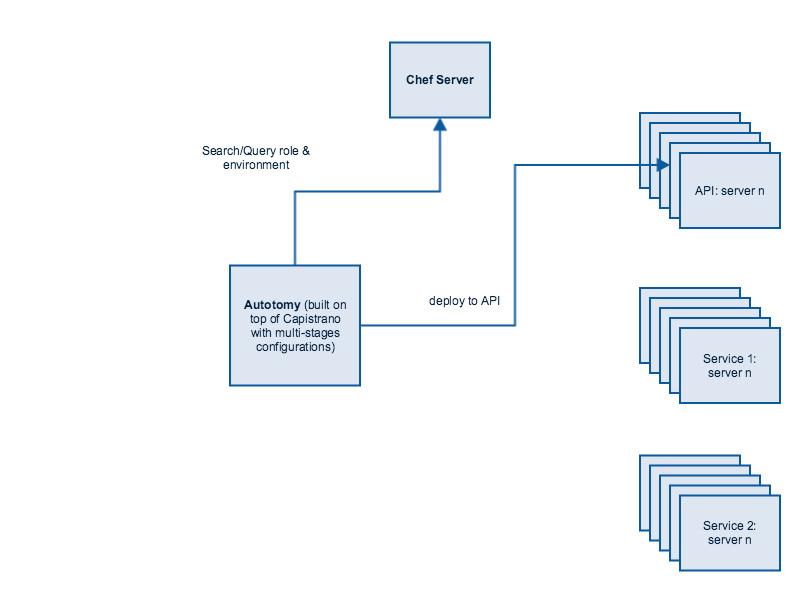 Chef Server
Search/Query role &
environment
API: server n
Autotomy (built on
top of Capistrano
with multi-stages
configurations)
deploy to API
Service 1:
server n
Service 2:
server n